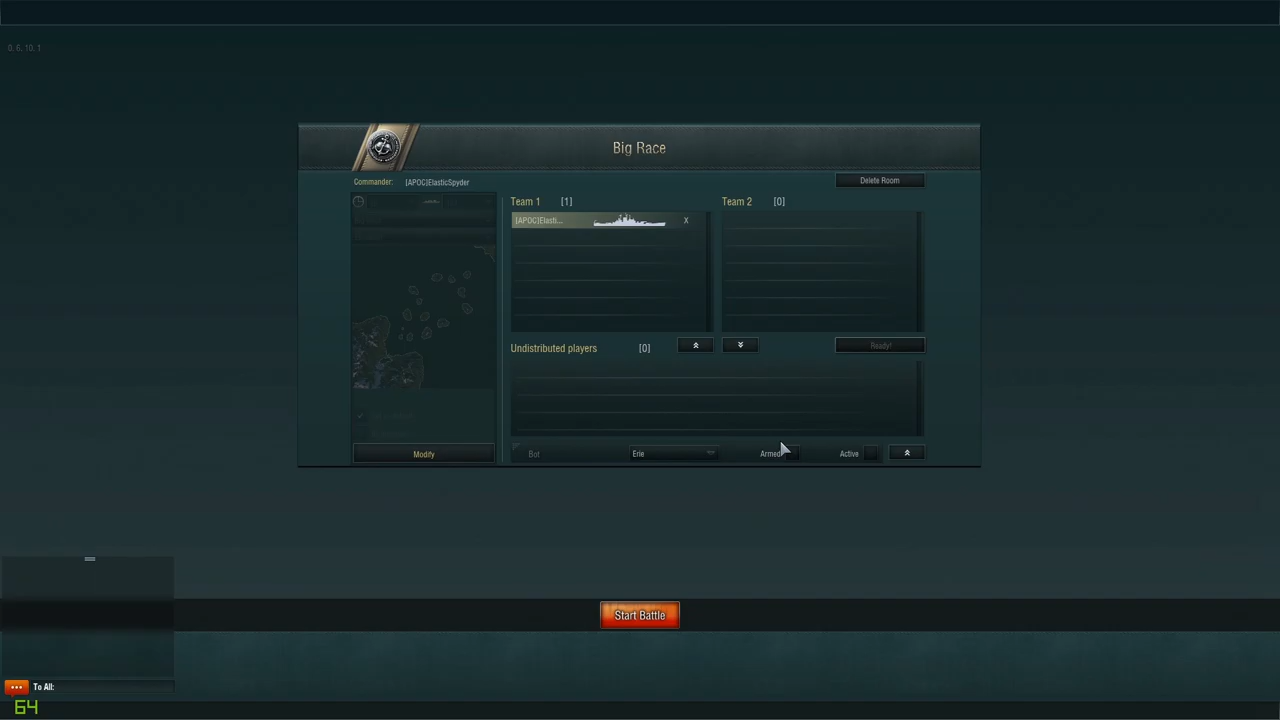 0, 6, 10, 1
Big Race
Commander: [APOC]ElasticSpyder
Delete Room
Team 1 [1]
Team 2 [0]
[APOC]Elasti... X
Undistributed players [0]
Ready!
Modify
Bot
Erie
Armed
Active
Start Battle
To All:
64